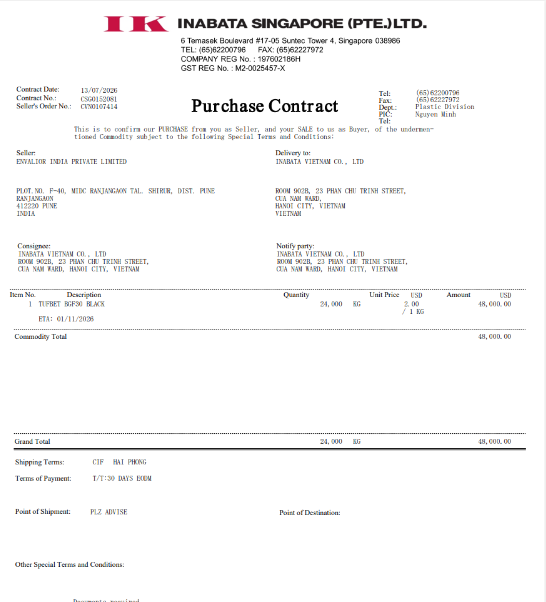 IK INABATA SINGAPORE (PTE.) LTD.
6 Temasek Boulevard #17-05 Suntec Tower 4, Singapore 038986
TEL: (65)62200796 FAX: (65)62227972
COMPANY REG No. : 197602186H
GST REG No. : M2-0025457-X
Contract Date: 13/07/2026
Contract No.: CSG0152081
Seller's Order No.: CVN0107414
Purchase Contract
Tel: (65)62200796
Fax: (65)62227972
Dept.: Plastic Division
PIC: Nguyen Minh
Tel:
This is to confirm our PURCHASE from you as Seller, and your SALE to us as Buyer, of the undermen-
tioned Commodity subject to the following Special Terms and Conditions:
Seller: Delivery to:
ENVALIOR INDIA PRIVATE LIMITED INABATA VIETNAM CO., LTD
PLOT.NO. F-40, MIDC RANJANGAON TAL. SHIRUR, DIST. PUNE ROOM 902B, 23 PHAN CHU TRINH STREET,
RANJANGAON CUA NAM WARD,
412220 PUNE HANOI CITY, VIETNAM
INDIA VIETNAM
Consignee: Notify party:
INABATA VIETNAM CO., LTD INABATA VIETNAM CO., LTD
ROOM 902B, 23 PHAN CHU TRINH STREET, ROOM 902B, 23 PHAN CHU TRINH STREET,
CUA NAM WARD, HANOI CITY, VIETNAM CUA NAM WARD, HANOI CITY, VIETNAM
Item No. Description Quantity Unit Price USD Amount USD
1 TUFBET BGF30 BLACK 24,000 KG 2.00 48,000.00
/ 1 KG
ETA: 01/11/2026
Commodity Total 48,000.00
Grand Total 24,000 KG 48,000.00
Shipping Terms: CIF HAI PHONG
Terms of Payment: T/T:30 DAYS EODM
Point of Shipment: PLZ ADVISE Point of Destination:
Other Special Terms and Conditions:
Documents required